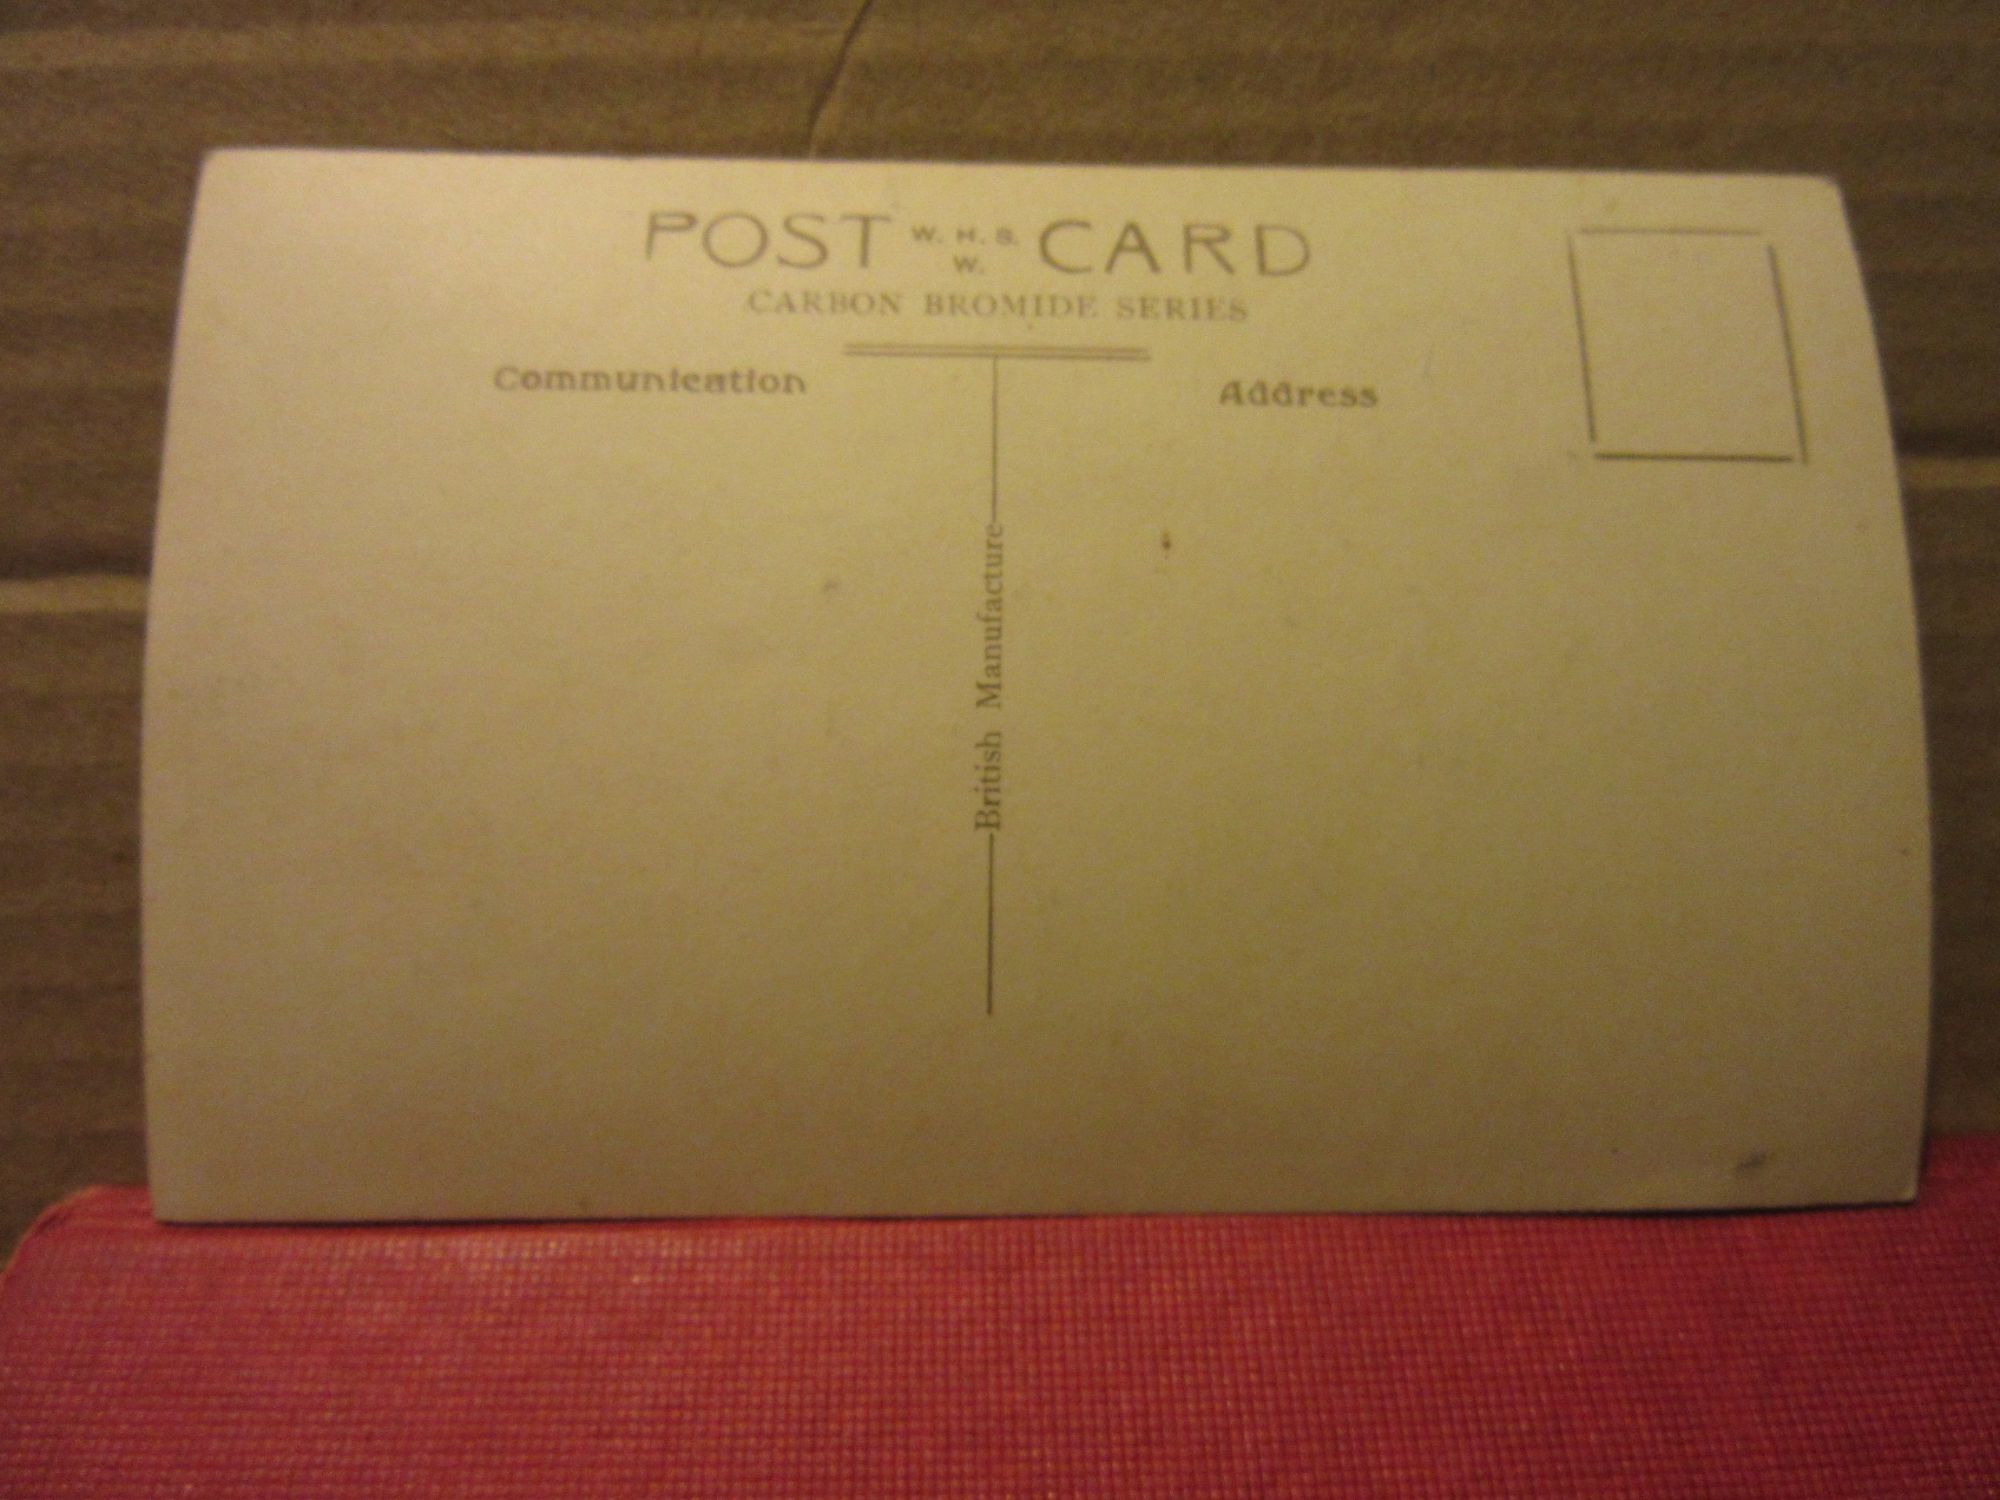 POST W. H. S. CARD
W.
CARBON BROMIDE SERIES
Communication
Address
British Manufacture